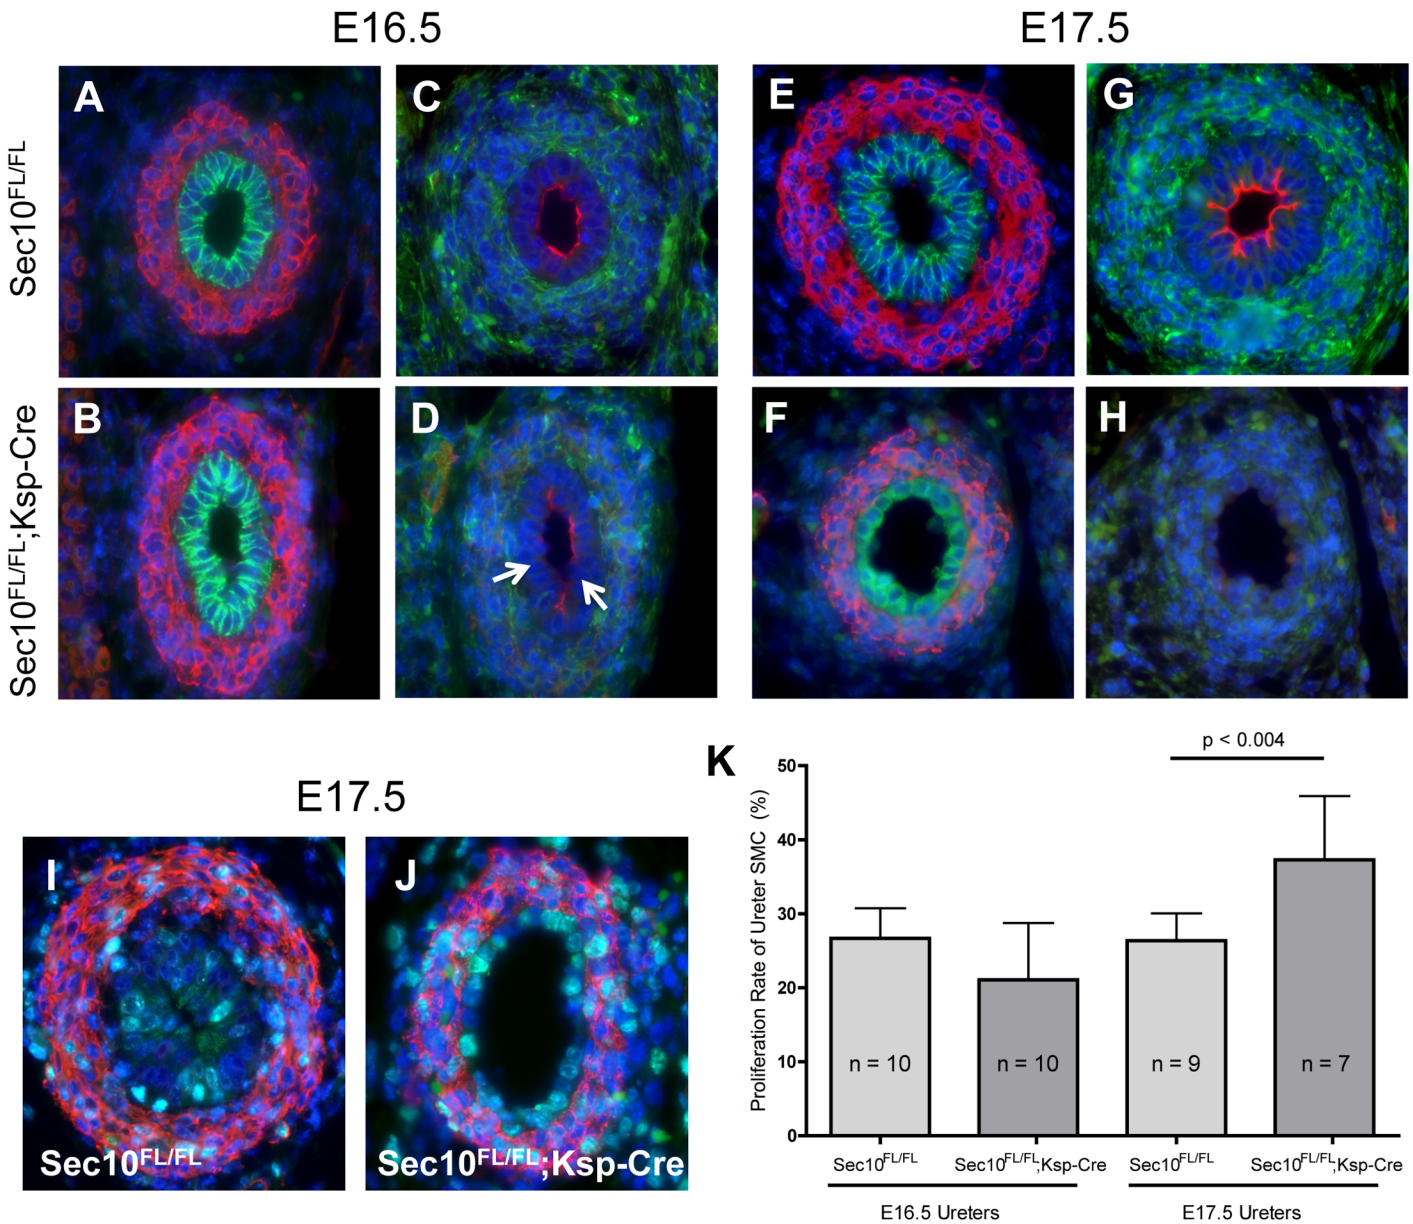 E16.5
E17.5
Sec10FL/FL
A
C
E
G
Sec10FL/FL;Ksp-Cre
B
D
F
H
E17.5
I
Sec10FL/FL
J
Sec10FL/FL;Ksp-Cre
K
p < 0.004
Proliferation Rate of Ureter SMC (%)
50
40
30
20
10
0
n = 10
n = 10
n = 9
n = 7
Sec10FL/FL
Sec10FL/FL;Ksp-Cre
Sec10FL/FL
Sec10FL/FL;Ksp-Cre
E16.5 Ureters
E17.5 Ureters